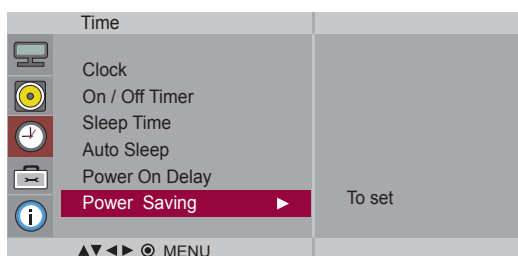 Time
Clock
On / Off Timer
Sleep Time
Auto Sleep
Power On Delay
Power Saving ▶ To set
▲▼◄► ◉ MENU